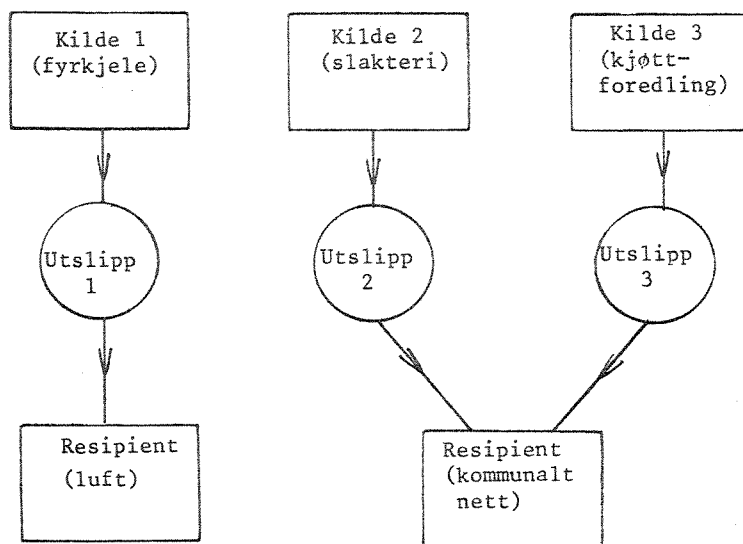 Kilde 1
(fyrkjele)
Kilde 2
(slakteri)
Kilde 3
(kjøtt-
foredling)
Utslipp
1
Utslipp
2
Utslipp
3
Resipient
(luft)
Resipient
(kommunalt
nett)